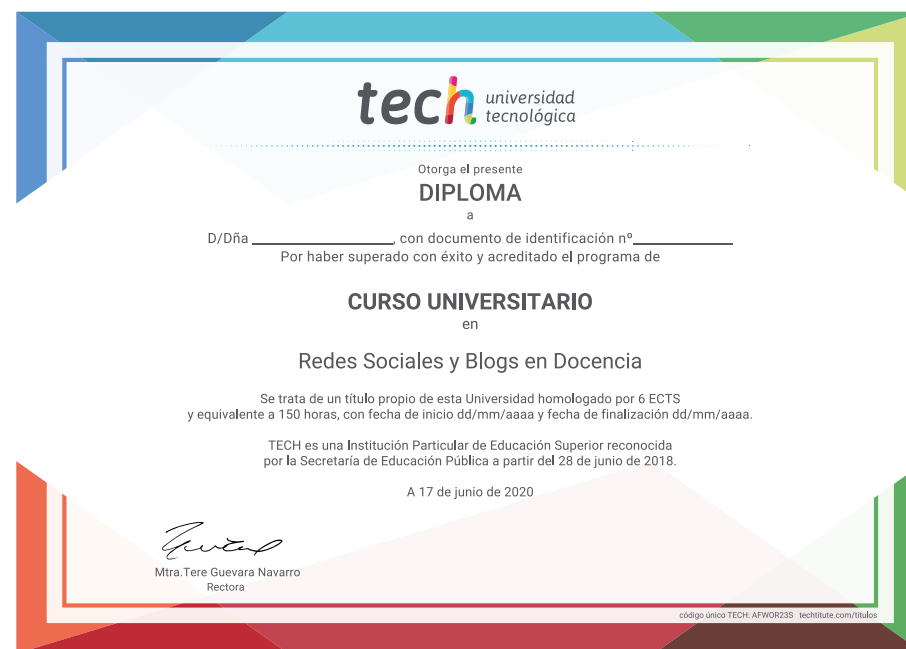 tech universidad
tecnológica
Otorga el presente
DIPLOMA
a
D/Dña ____________________, con documento de identificación nº______________
Por haber superado con éxito y acreditado el programa de
CURSO UNIVERSITARIO
en
Redes Sociales y Blogs en Docencia
Se trata de un título propio de esta Universidad homologado por 6 ECTS
y equivalente a 150 horas, con fecha de inicio dd/mm/aaaa y fecha de finalización dd/mm/aaaa.
TECH es una Institución Particular de Educación Superior reconocida
por la Secretaría de Educación Pública a partir del 28 de junio de 2018.
A 17 de junio de 2020
Mtra.Tere Guevara Navarro
Rectora
código único TECH: AFWOR23S techtitute.com/titulos